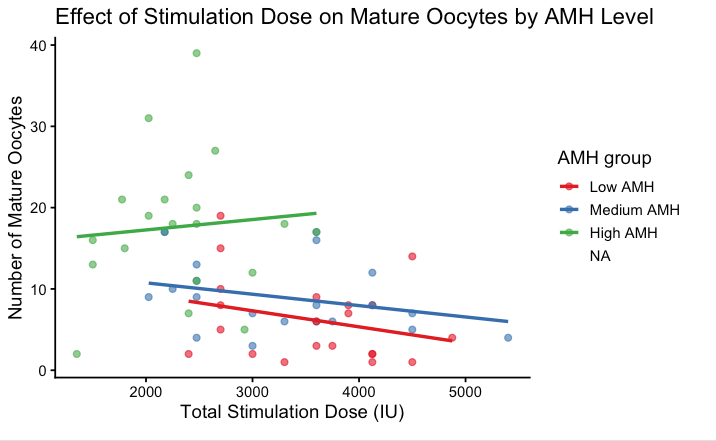 Effect of Stimulation Dose on Mature Oocytes by AMH Level
40
30
20
10
0
Number of Mature Oocytes
2000 3000 4000 5000
Total Stimulation Dose (IU)
AMH group
Low AMH
Medium AMH
High AMH
NA